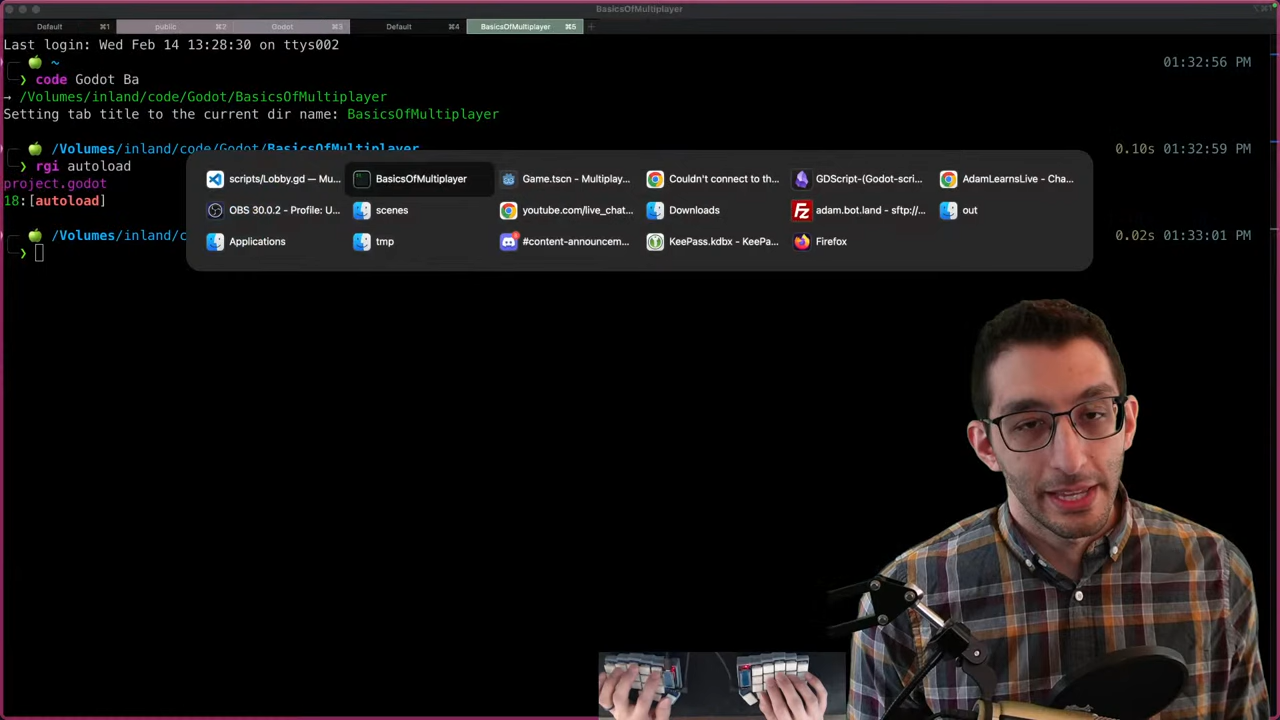 BasicsOfMultiplayer
Default ⌘1 public ⌘2 Godot ⌘3 Default ⌘4 BasicsOfMultiplayer ⌘5 +
Last login: Wed Feb 14 13:28:30 on ttys002
~ 01:32:56 PM
❯ code Godot Ba
→ /Volumes/inland/code/Godot/BasicsOfMultiplayer
Setting tab title to the current dir name: BasicsOfMultiplayer
/Volumes/inland/code/Godot/BasicsOfMultiplayer 0.10s 01:32:59 PM
❯ rgi autoload
project.godot
18:[autoload]
/Volumes/inland/c 0.02s 01:33:01 PM
❯
scripts/Lobby.gd — Mu... BasicsOfMultiplayer Game.tscn - Multiplay... Couldn't connect to th... GDScript-(Godot-scri... AdamLearnsLive - Cha...
OBS 30.0.2 - Profile: U... scenes youtube.com/live_chat... Downloads adam.bot.land - sftp://... out
Applications tmp #content-announcem... KeePass.kdbx - KeePa... Firefox